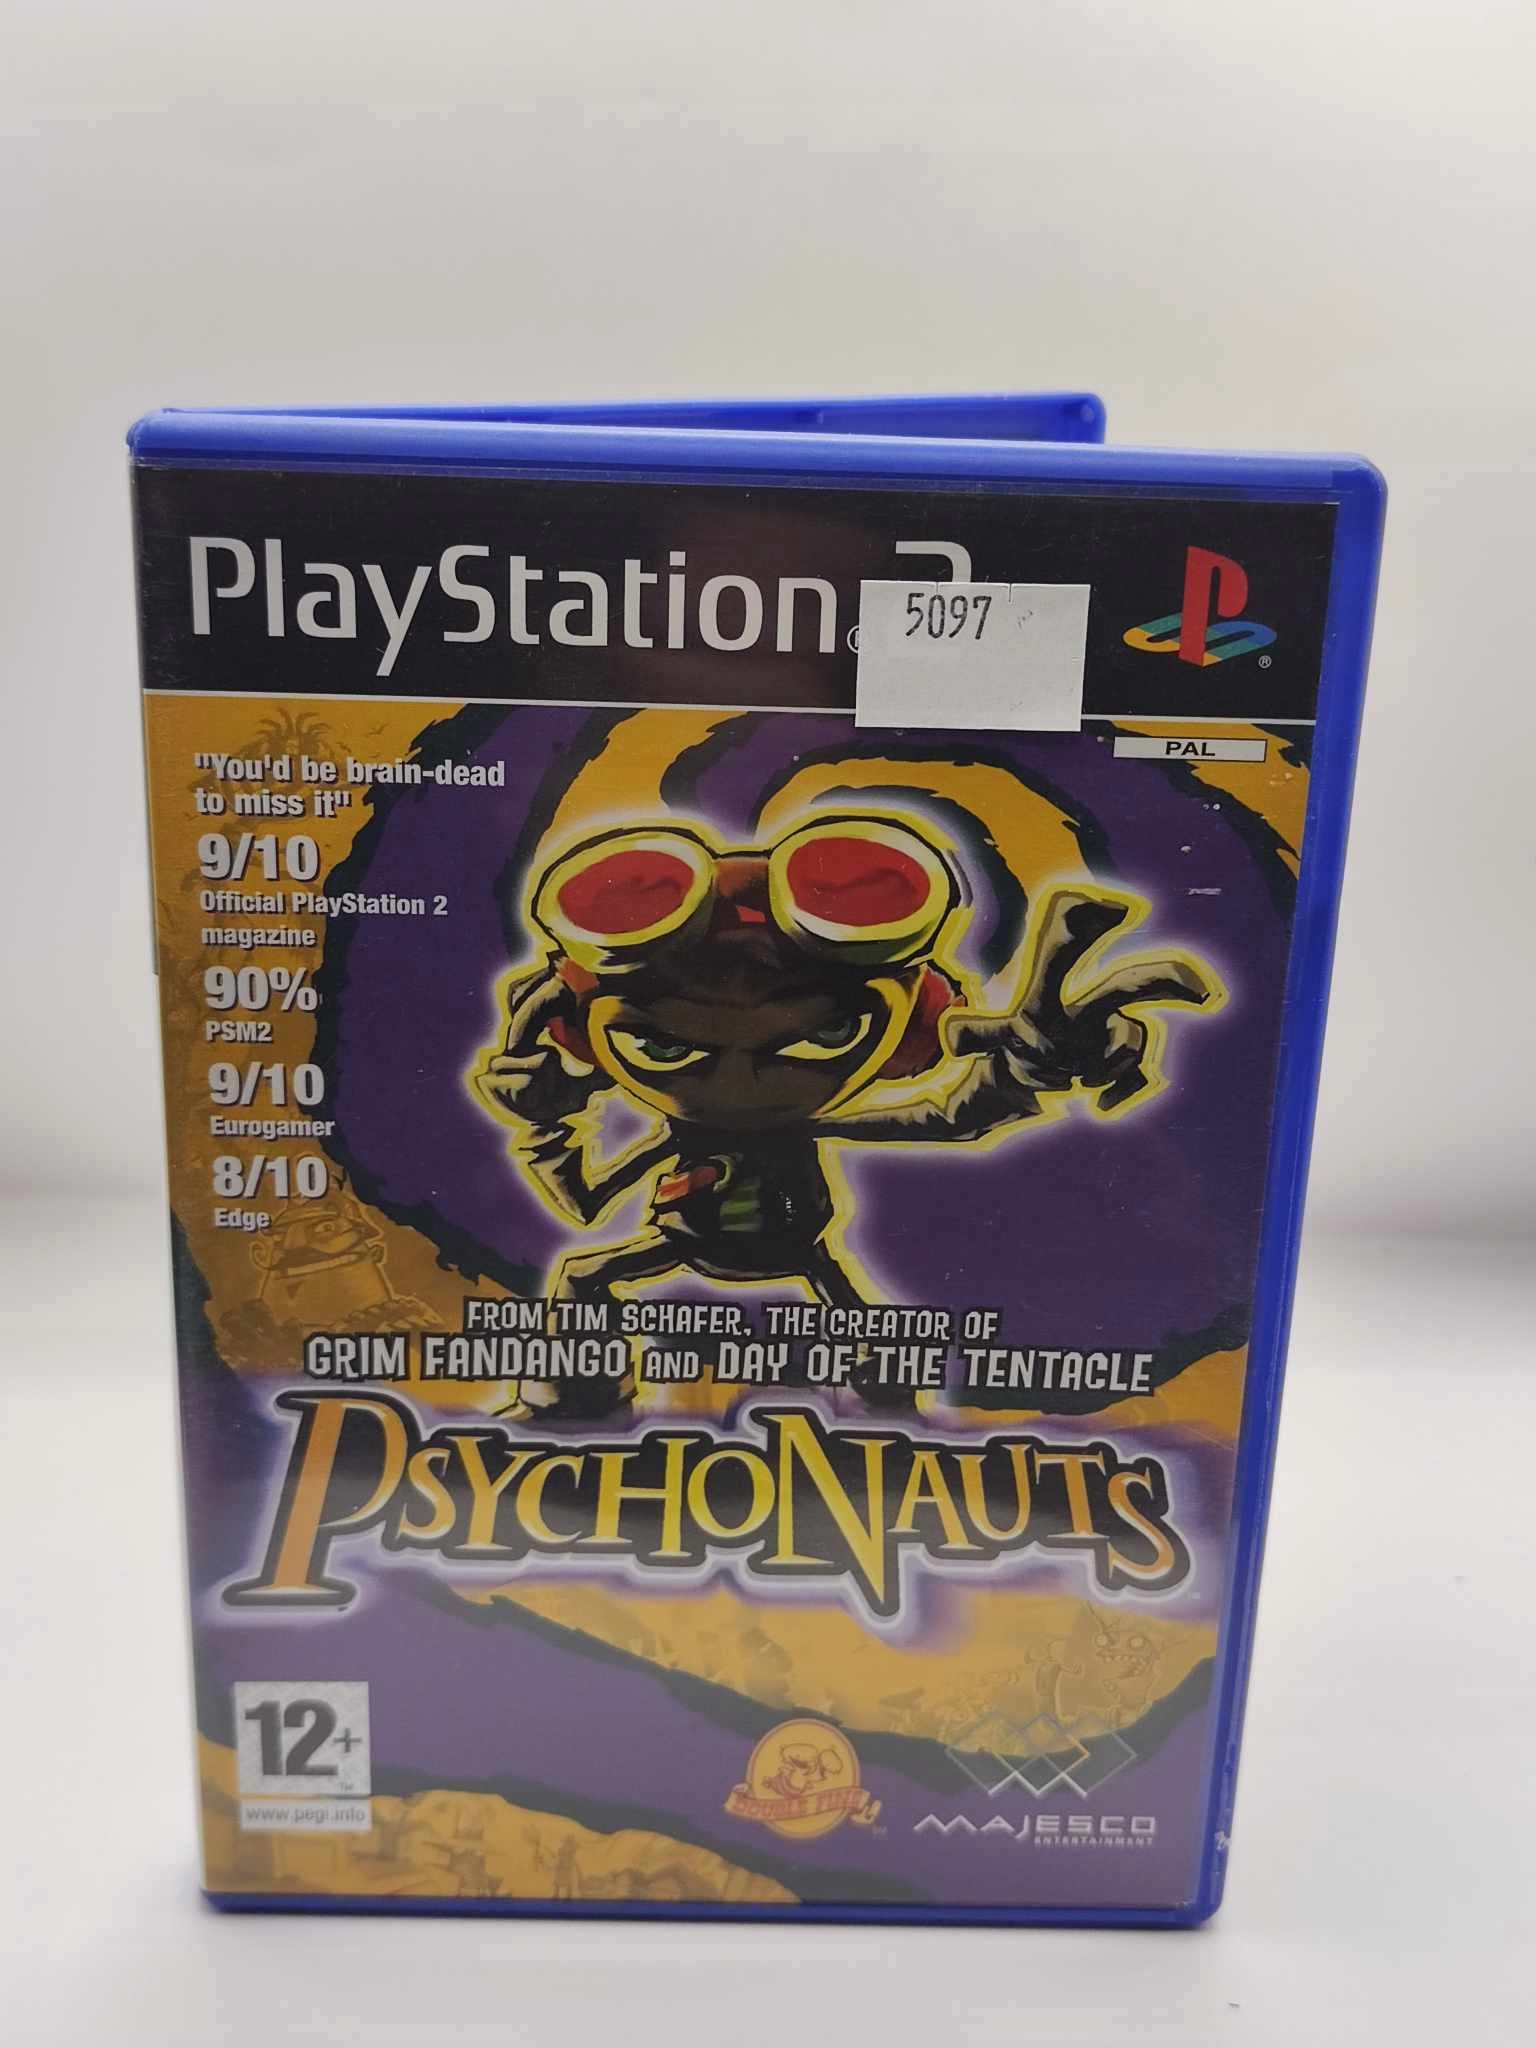 PlayStation
5097
®
PAL
"You'd be brain-dead
to miss it"
9/10
Official PlayStation 2
magazine
90%
PSM2
9/10
Eurogamer
8/10
Edge
FROM TIM SCHAFER, THE CREATOR OF
GRIM FANDANGO AND DAY OF THE TENTACLE
PSYCHONAUTS
12+
™
www.pegi.info
DOUBLE FINE
SM
MAJESCO
ENTERTAINMENT